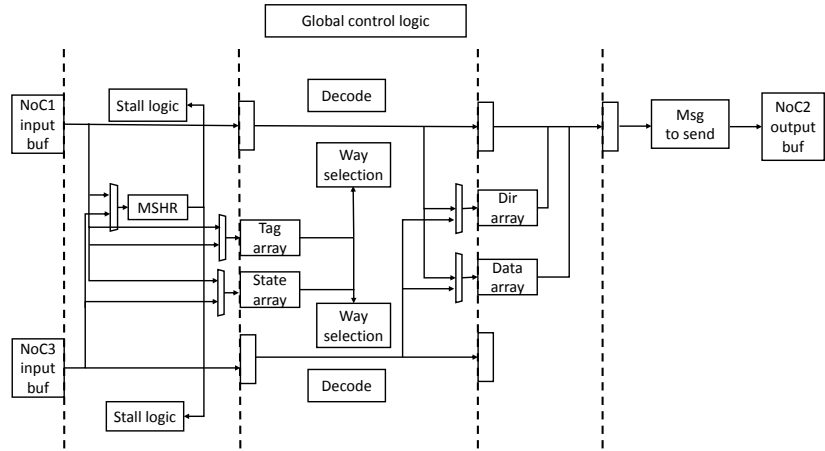 Global control logic
NoC1
input
buf
Stall logic
Decode
Msg
to send
NoC2
output
buf
Way
selection
MSHR
Dir
array
Tag
array
State
array
Data
array
Way
selection
NoC3
input
buf
Decode
Stall logic